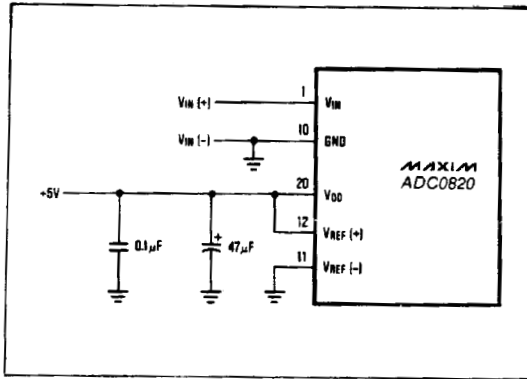 1
VIN (+)
VIN
10
VIN (-)
GND
MAXIM
ADC0820
20
+5V
VDD
12
VREF (+)
0.1µF
+
47µF
11
VREF (-)